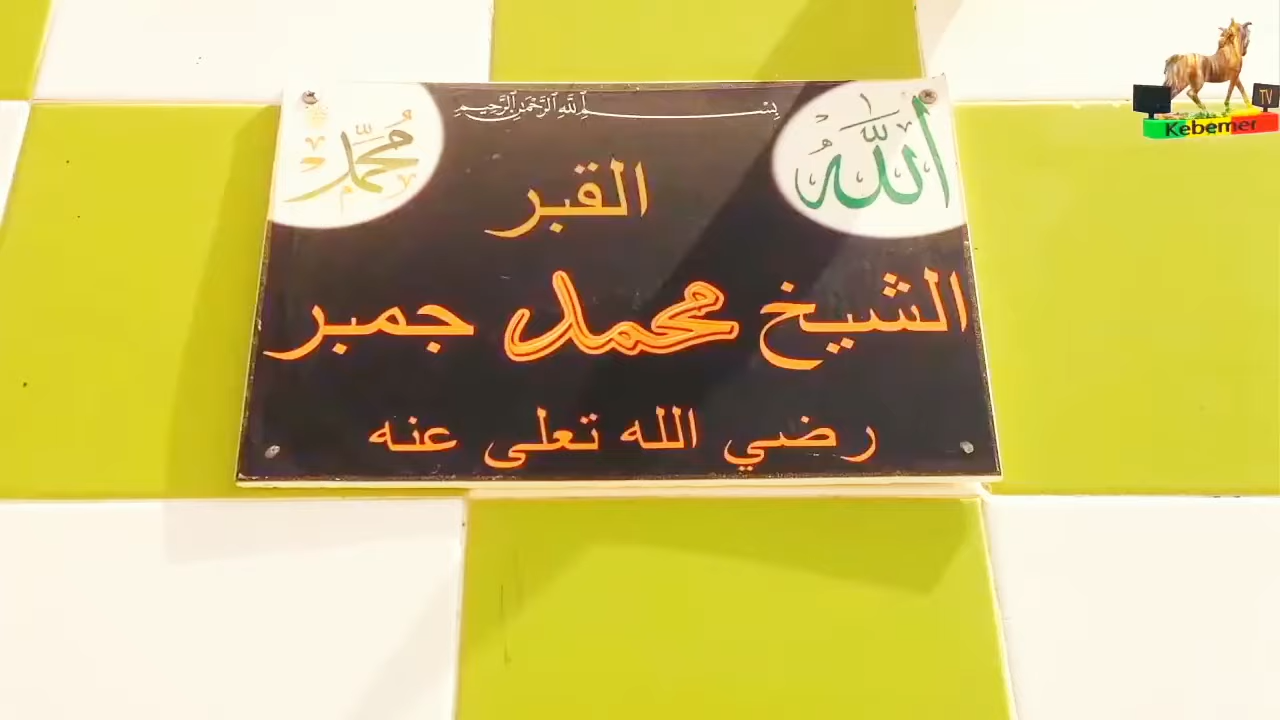 بسم الله الرحمن الرحيم
الله
محمد
القبر
الشيخ محمد جمبر
رضي الله تعلى عنه
TV
Kebemer